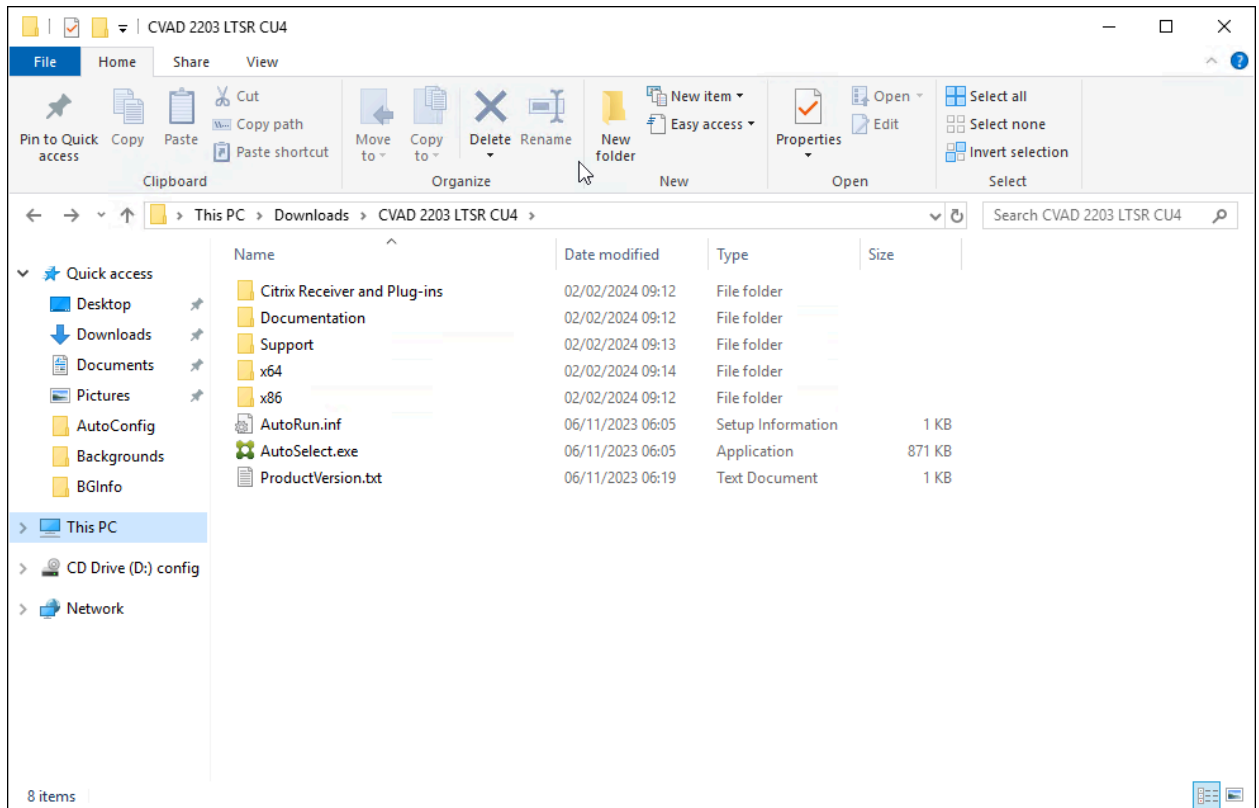 CVAD 2203 LTSR CU4
File Home Share View
Pin to Quick access
Copy
Paste
Cut
Copy path
Paste shortcut
Clipboard
Move to
Copy to
Delete
Rename
Organize
New folder
New item
Easy access
New
Properties
Open
Edit
Open
Select all
Select none
Invert selection
Select
This PC > Downloads > CVAD 2203 LTSR CU4 >
Search CVAD 2203 LTSR CU4
Quick access
Desktop
Downloads
Documents
Pictures
AutoConfig
Backgrounds
BGInfo
This PC
CD Drive (D:) config
Network
Name Date modified Type Size
Citrix Receiver and Plug-ins 02/02/2024 09:12 File folder
Documentation 02/02/2024 09:12 File folder
Support 02/02/2024 09:13 File folder
x64 02/02/2024 09:14 File folder
x86 02/02/2024 09:12 File folder
AutoRun.inf 06/11/2023 06:05 Setup Information 1 KB
AutoSelect.exe 06/11/2023 06:05 Application 871 KB
ProductVersion.txt 06/11/2023 06:19 Text Document 1 KB
8 items